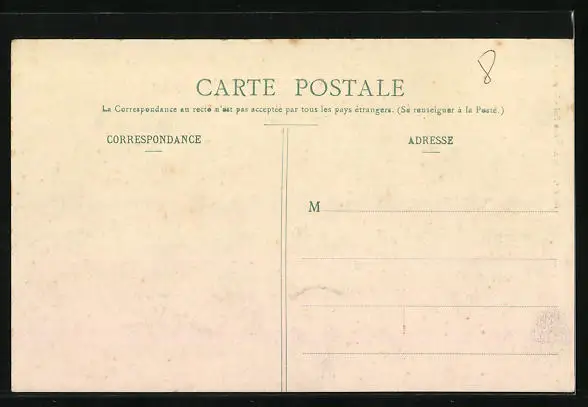 CARTE POSTALE
8
La Correspondance au recto n'est pas acceptée par tous les pays étrangers. (Se renseigner à la Poste.)
CORRESPONDANCE
ADRESSE
M